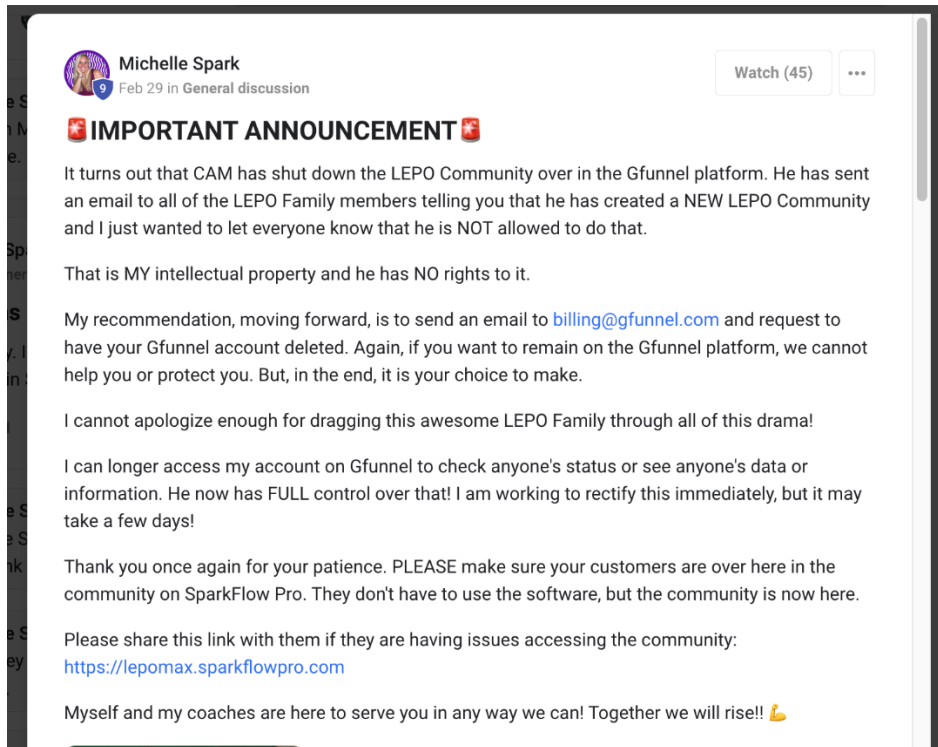 Michelle Spark
9
Feb 29 in General discussion
Watch (45)
🚨IMPORTANT ANNOUNCEMENT🚨
It turns out that CAM has shut down the LEPO Community over in the Gfunnel platform. He has sent
an email to all of the LEPO Family members telling you that he has created a NEW LEPO Community
and I just wanted to let everyone know that he is NOT allowed to do that.
That is MY intellectual property and he has NO rights to it.
My recommendation, moving forward, is to send an email to billing@gfunnel.com and request to
have your Gfunnel account deleted. Again, if you want to remain on the Gfunnel platform, we cannot
help you or protect you. But, in the end, it is your choice to make.
I cannot apologize enough for dragging this awesome LEPO Family through all of this drama!
I can longer access my account on Gfunnel to check anyone's status or see anyone's data or
information. He now has FULL control over that! I am working to rectify this immediately, but it may
take a few days!
Thank you once again for your patience. PLEASE make sure your customers are over here in the
community on SparkFlow Pro. They don't have to use the software, but the community is now here.
Please share this link with them if they are having issues accessing the community:
https://lepomax.sparkflowpro.com
Myself and my coaches are here to serve you in any way we can! Together we will rise!! 💪